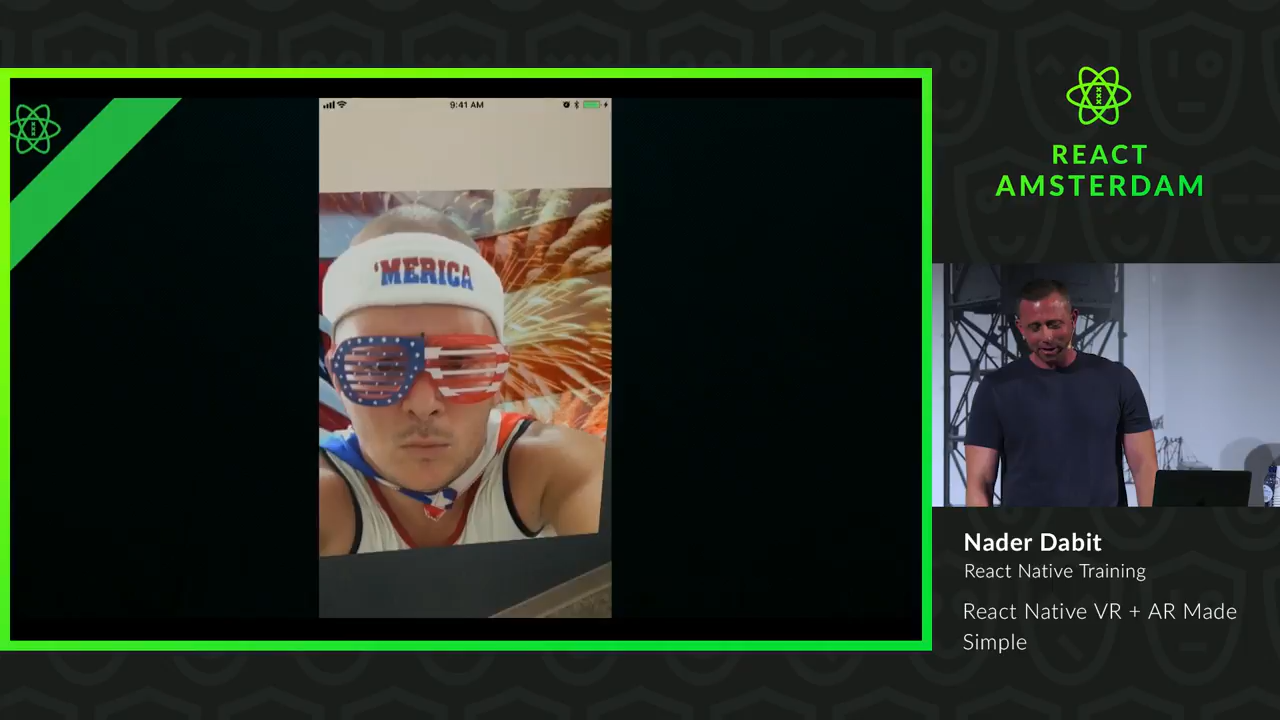 9:41 AM
'MERICA
REACT
AMSTERDAM
Nader Dabit
React Native Training
React Native VR + AR Made
Simple